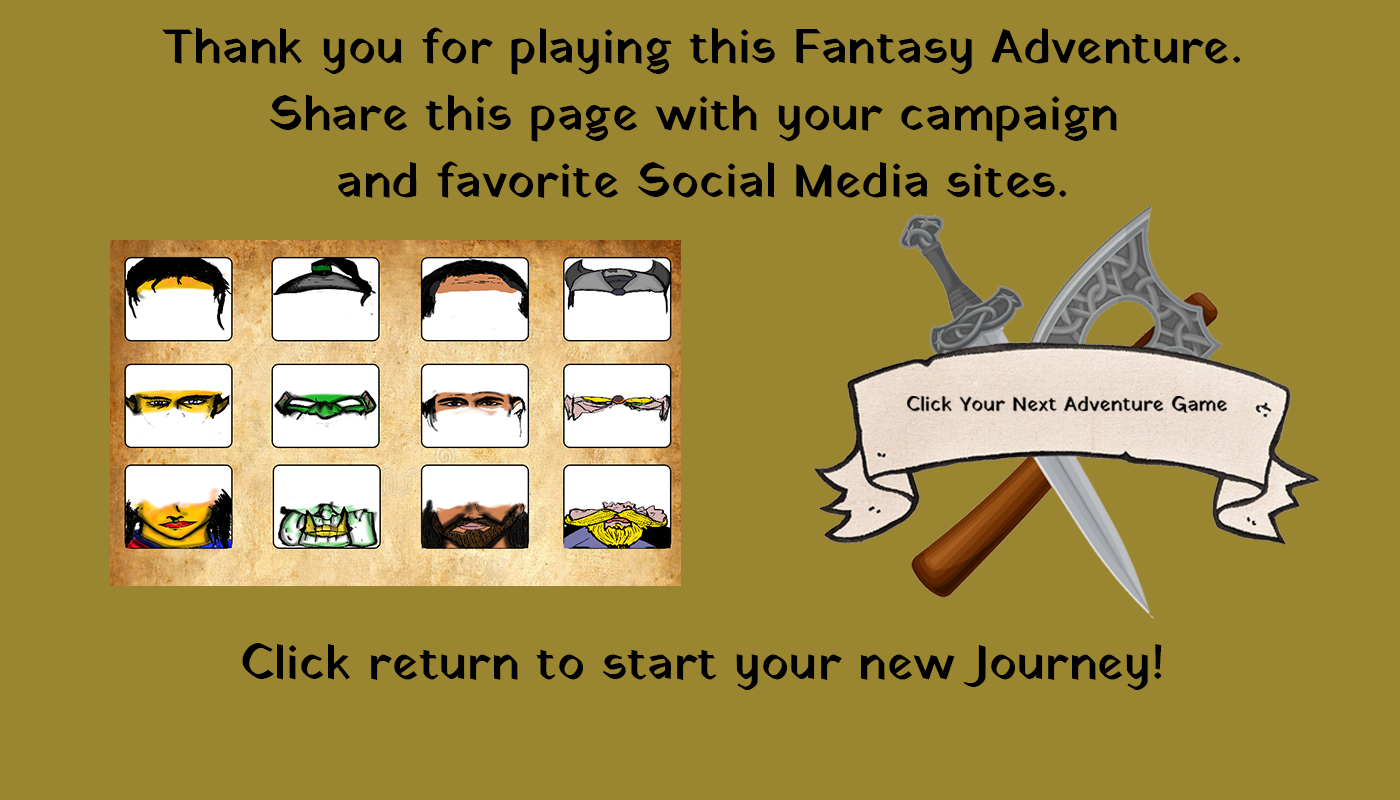 Thank you for playing this Fantasy Adventure.
Share this page with your campaign
and favorite Social Media sites.
Click Your Next Adventure Game
Click return to start your new Journey!